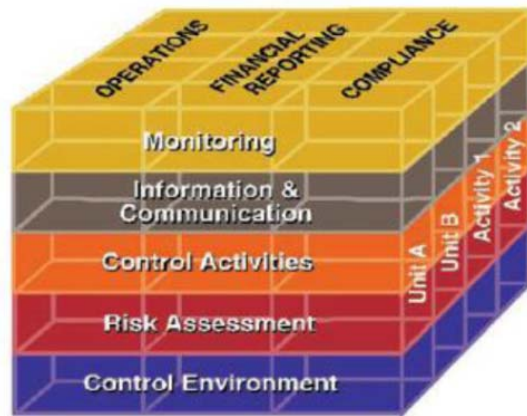 OPERATIONS
FINANCIAL
REPORTING
COMPLIANCE
Monitoring
Information &
Communication
Control Activities
Risk Assessment
Control Environment
Unit A
Unit B
Activity 1
Activity 2